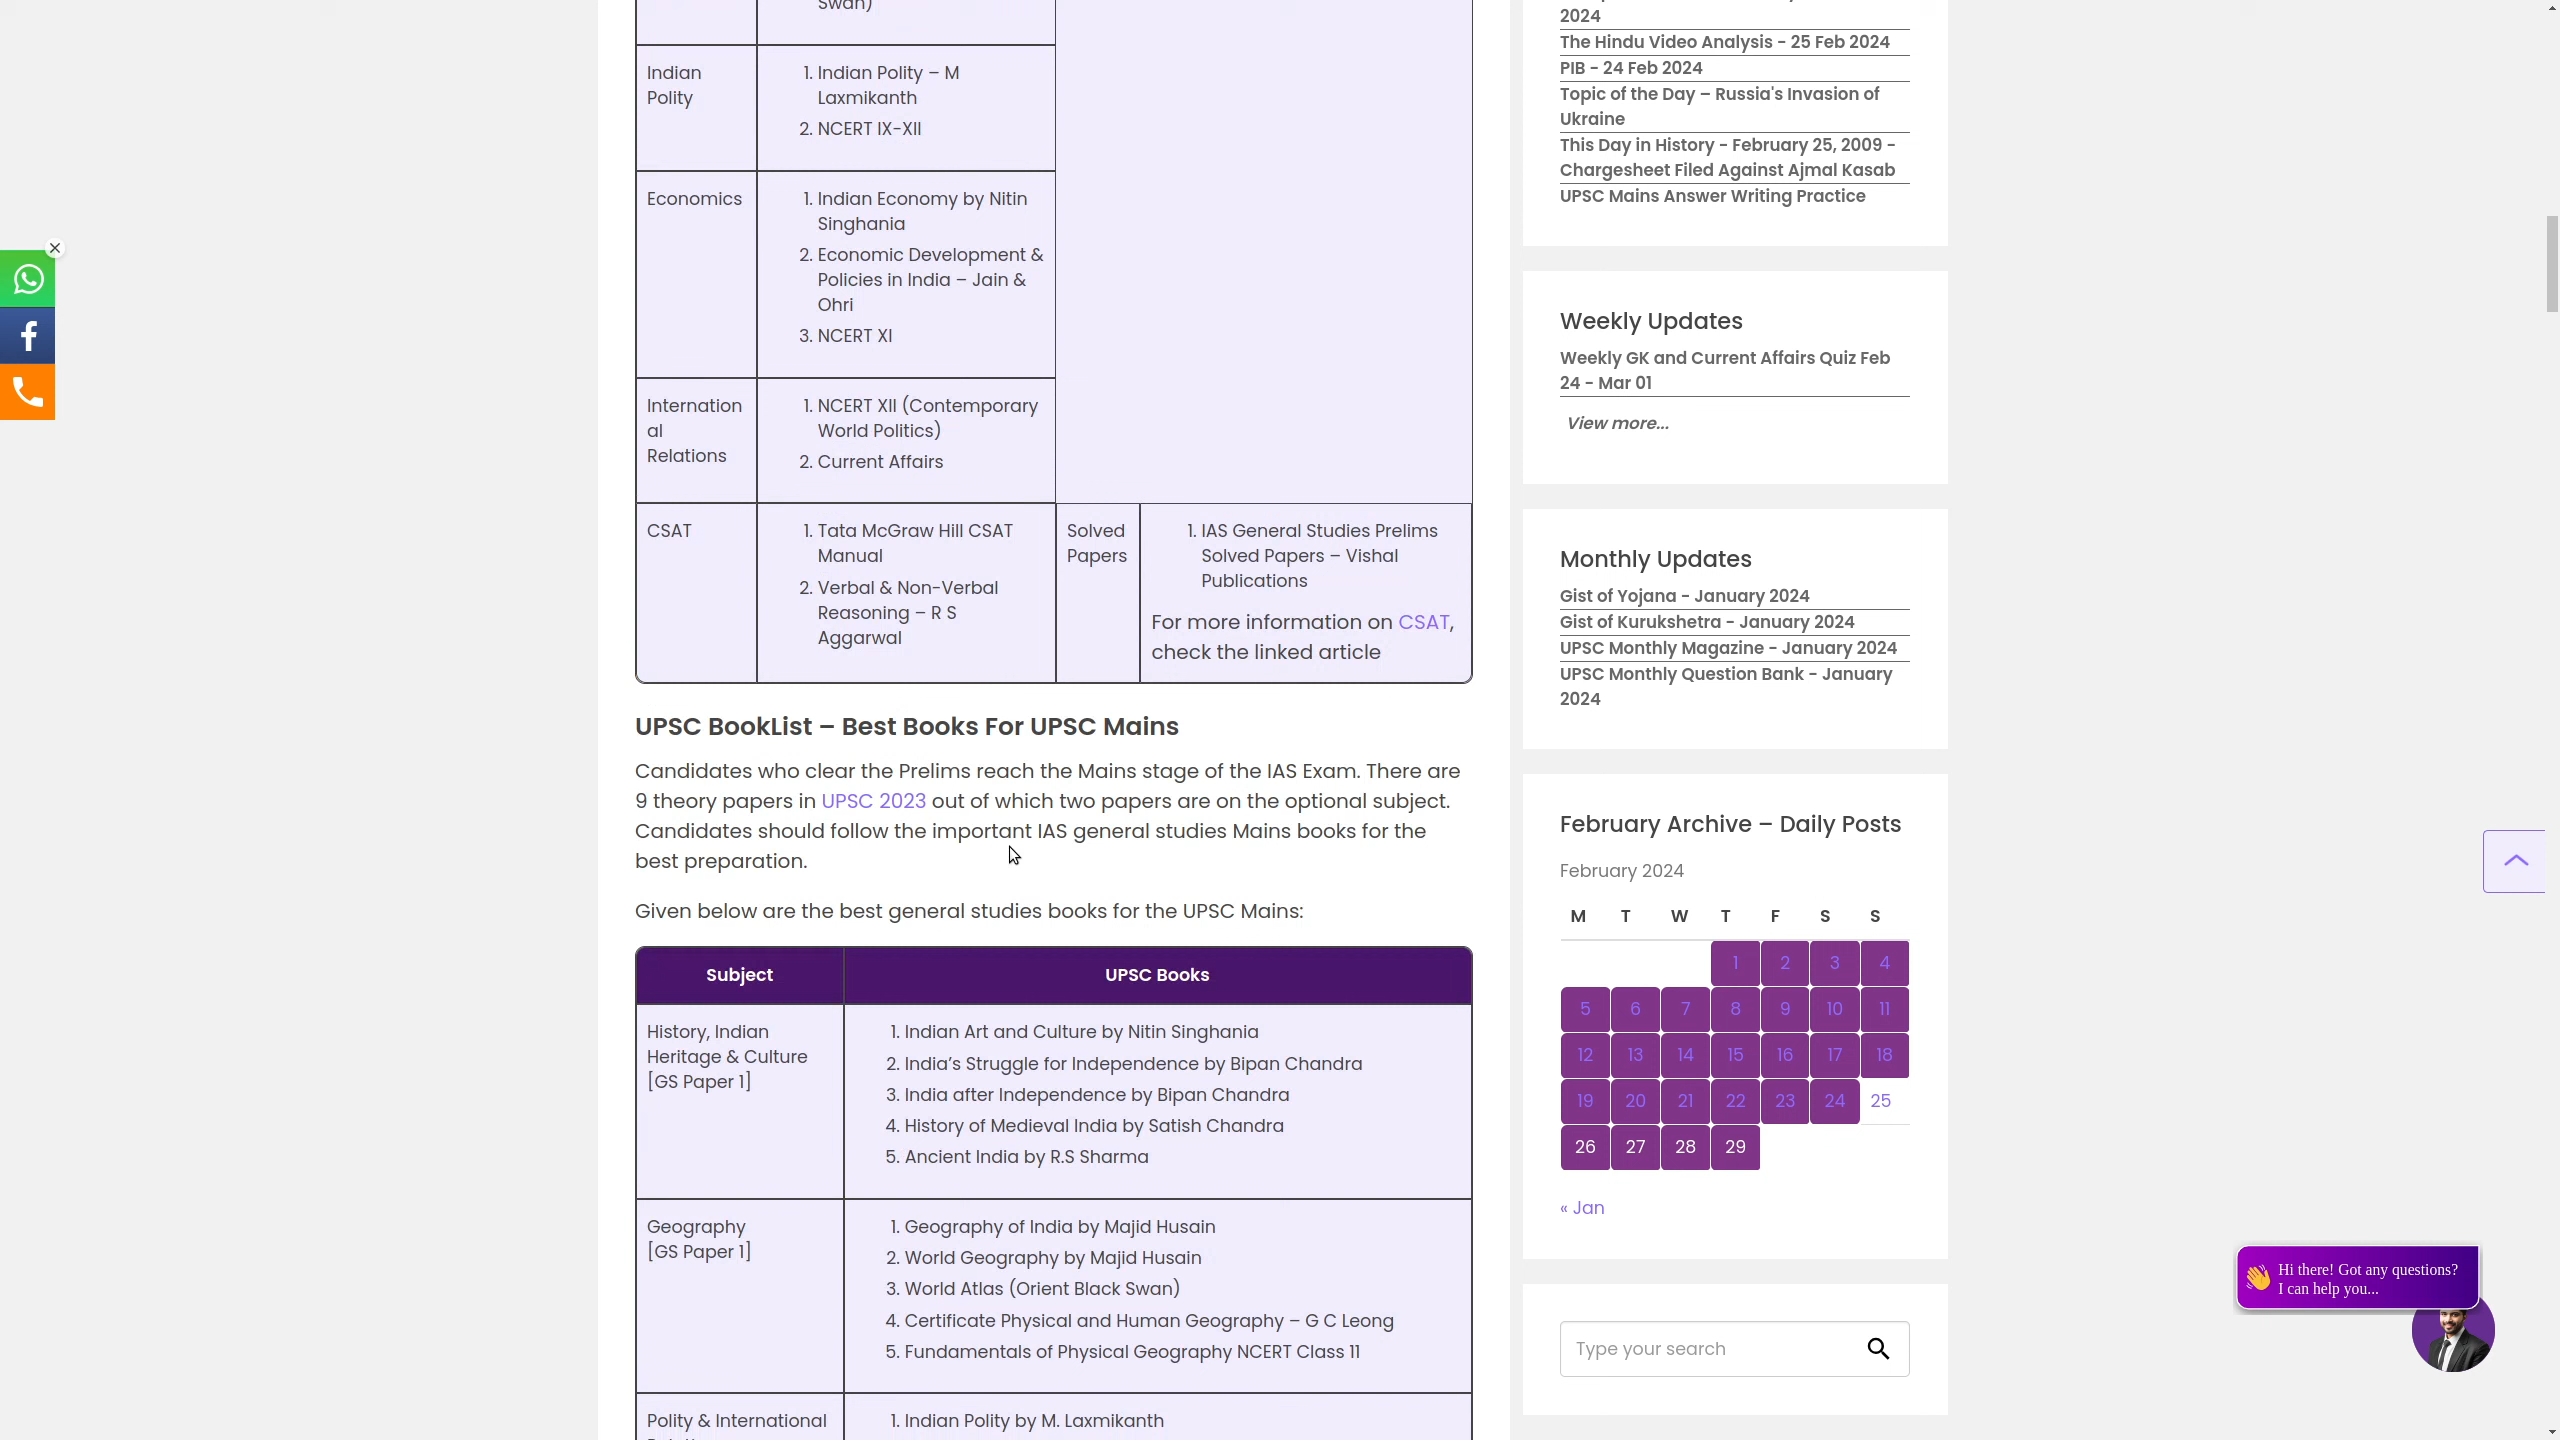 Swan)
Indian
Polity
1. Indian Polity – M
Laxmikanth
2. NCERT IX-XII
Economics
1. Indian Economy by Nitin
Singhania
2. Economic Development &
Policies in India – Jain &
Ohri
3. NCERT XI
Internation
al
Relations
1. NCERT XII (Contemporary
World Politics)
2. Current Affairs
CSAT
1. Tata McGraw Hill CSAT
Manual
2. Verbal & Non-Verbal
Reasoning – R S
Aggarwal
Solved
Papers
1. IAS General Studies Prelims
Solved Papers – Vishal
Publications
For more information on CSAT,
check the linked article
UPSC BookList – Best Books For UPSC Mains
Candidates who clear the Prelims reach the Mains stage of the IAS Exam. There are
9 theory papers in UPSC 2023 out of which two papers are on the optional subject.
Candidates should follow the important IAS general studies Mains books for the
best preparation.
Given below are the best general studies books for the UPSC Mains:
Subject
UPSC Books
History, Indian
Heritage & Culture
[GS Paper 1]
1. Indian Art and Culture by Nitin Singhania
2. India’s Struggle for Independence by Bipan Chandra
3. India after Independence by Bipan Chandra
4. History of Medieval India by Satish Chandra
5. Ancient India by R.S Sharma
Geography
[GS Paper 1]
1. Geography of India by Majid Husain
2. World Geography by Majid Husain
3. World Atlas (Orient Black Swan)
4. Certificate Physical and Human Geography – G C Leong
5. Fundamentals of Physical Geography NCERT Class 11
Polity & International
1. Indian Polity by M. Laxmikanth
2024
The Hindu Video Analysis - 25 Feb 2024
PIB - 24 Feb 2024
Topic of the Day – Russia's Invasion of
Ukraine
This Day in History - February 25, 2009 -
Chargesheet Filed Against Ajmal Kasab
UPSC Mains Answer Writing Practice
Weekly Updates
Weekly GK and Current Affairs Quiz Feb
24 - Mar 01
View more...
Monthly Updates
Gist of Yojana - January 2024
Gist of Kurukshetra - January 2024
UPSC Monthly Magazine - January 2024
UPSC Monthly Question Bank - January
2024
February Archive – Daily Posts
February 2024
M T W T F S S
1 2 3 4
5 6 7 8 9 10 11
12 13 14 15 16 17 18
19 20 21 22 23 24 25
26 27 28 29
« Jan
Type your search
Hi there! Got any questions?
I can help you...